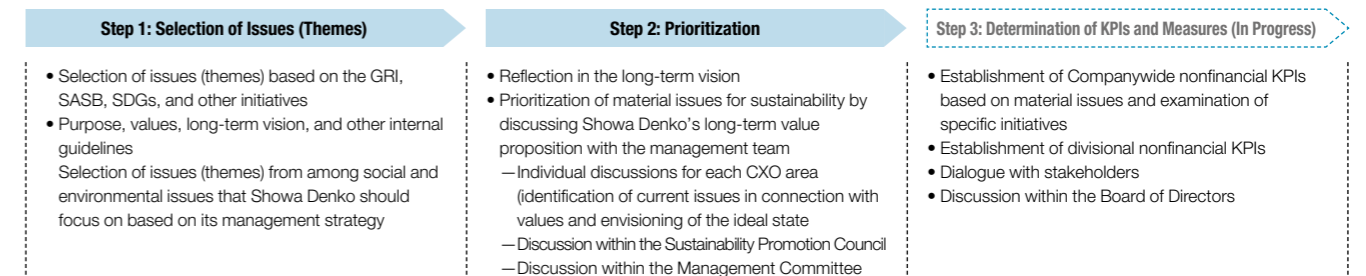 Step 1: Selection of Issues (Themes)
• Selection of issues (themes) based on the GRI,
SASB, SDGs, and other initiatives
• Purpose, values, long-term vision, and other internal
guidelines
Selection of issues (themes) from among social and
environmental issues that Showa Denko should
focus on based on its management strategy
Step 2: Prioritization
• Reflection in the long-term vision
• Prioritization of material issues for sustainability by
discussing Showa Denko's long-term value
proposition with the management team
—Individual discussions for each CXO area
(identification of current issues in connection with
values and envisioning of the ideal state
—Discussion within the Sustainability Promotion Council
—Discussion within the Management Committee
Step 3: Determination of KPIs and Measures (In Progress)
• Establishment of Companywide nonfinancial KPIs
based on material issues and examination of
specific initiatives
• Establishment of divisional nonfinancial KPIs
• Dialogue with stakeholders
• Discussion within the Board of Directors